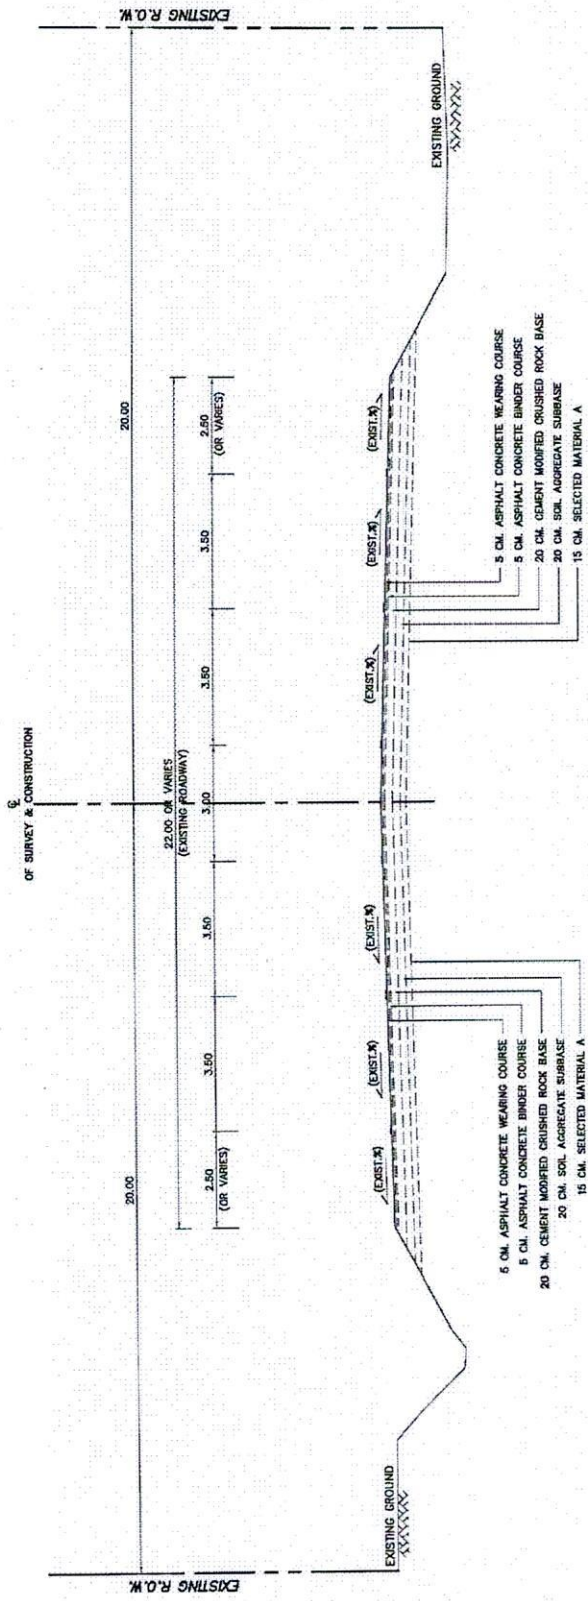 ℄
OF SURVEY & CONSTRUCTION
EXISTING R.O.W.
EXISTING R.O.W.
20.00
20.00
22.00 OR VARIES
(EXISTING ROADWAY)
2.50
(OR VARIES)
3.50
3.50
3.00
3.50
3.50
2.50
(OR VARIES)
(EXIST.%)
(EXIST.%)
(EXIST.%)
(EXIST.%)
(EXIST.%)
(EXIST.%)
EXISTING GROUND
EXISTING GROUND
5 CM. ASPHALT CONCRETE WEARING COURSE
5 CM. ASPHALT CONCRETE BINDER COURSE
20 CM. CEMENT MODIFIED CRUSHED ROCK BASE
20 CM. SOIL AGGREGATE SUBBASE
15 CM. SELECTED MATERIAL A
5 CM. ASPHALT CONCRETE WEARING COURSE
5 CM. ASPHALT CONCRETE BINDER COURSE
20 CM. CEMENT MODIFIED CRUSHED ROCK BASE
20 CM. SOIL AGGREGATE SUBBASE
15 CM. SELECTED MATERIAL A